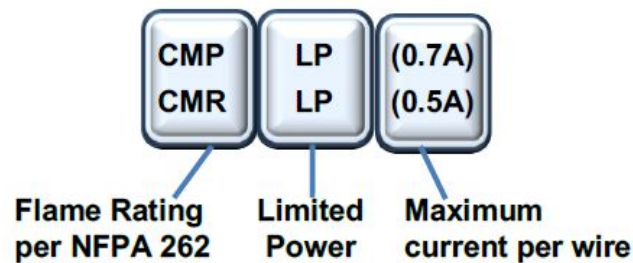 CMP LP (0.7A)
CMR LP (0.5A)
Flame Rating Limited Maximum
per NFPA 262 Power current per wire